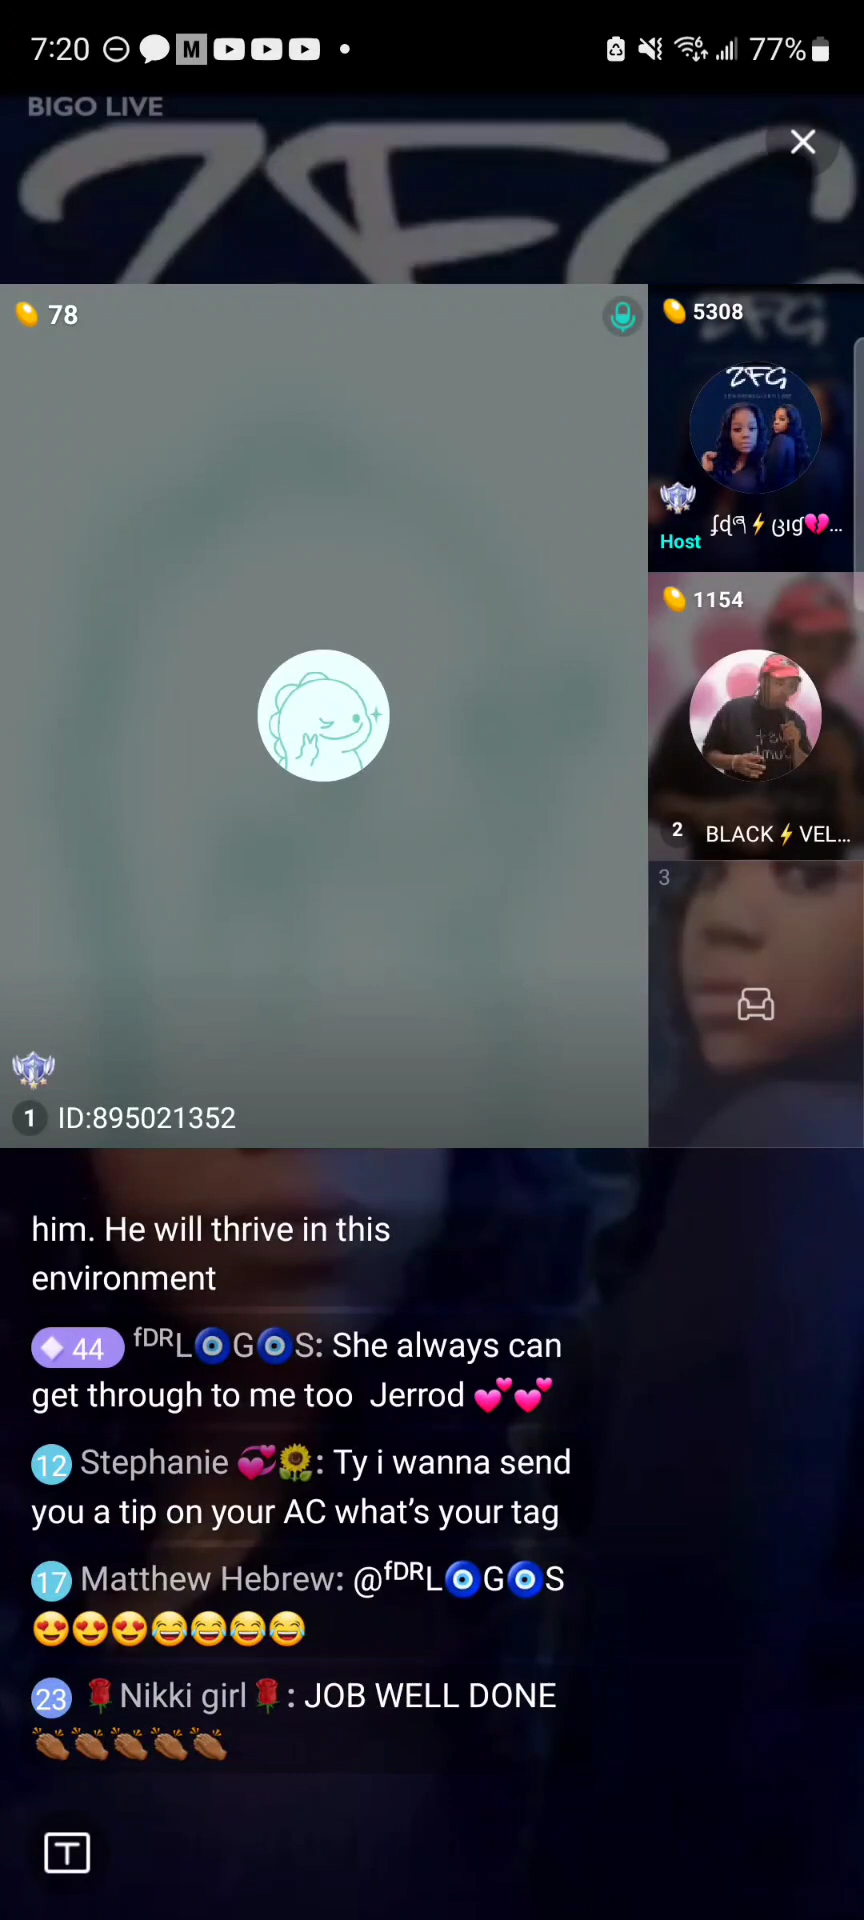 7:20 M 77%
BIGO LIVE
ZFG
78
5308
ZFG
Host
1154
2 BLACK⚡VEL...
3
1 ID:895021352
him. He will thrive in this
environment
44 ᶠᴰᴿL🧿G🧿S: She always can
get through to me too Jerrod 💕💕
12 Stephanie 💞🌻: Ty i wanna send
you a tip on your AC what’s your tag
17 Matthew Hebrew: @ᶠᴰᴿL🧿G🧿S
😍😍😍😂😂😂😂
23 🌹Nikki girl🌹: JOB WELL DONE
👏🏽👏🏽👏🏽👏🏽👏🏽
T